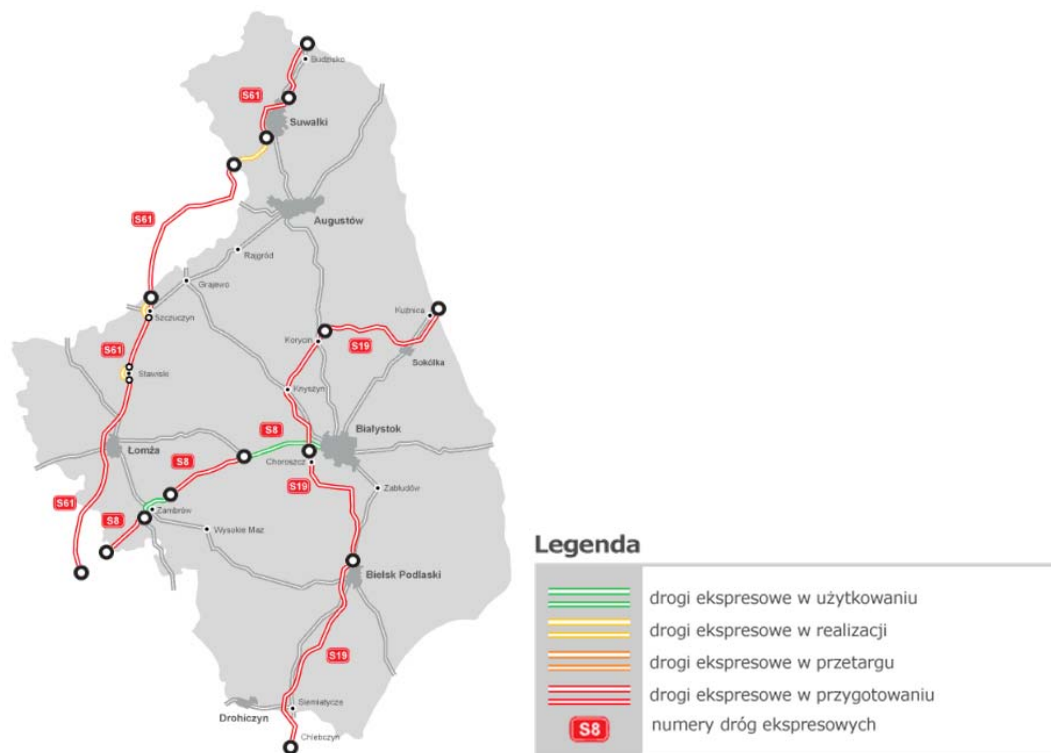 Budzisko
S61
Suwałki
S61
Augustów
Rajgród
Grajewo
Szczuczyn
Kuźnica
Korycin
S19
Sokółka
S61
Stawiski
Knyszyn
S8
Białystok
Łomża
S8
Choroszcz
S19
Zabłudów
S61
Zambrów
S8
Wysokie Maz
Bielsk Podlaski
S19
Siemiatycze
Drohiczyn
Chlebczyn
Legenda
drogi ekspresowe w użytkowaniu
drogi ekspresowe w realizacji
drogi ekspresowe w przetargu
drogi ekspresowe w przygotowaniu
S8 numery dróg ekspresowych